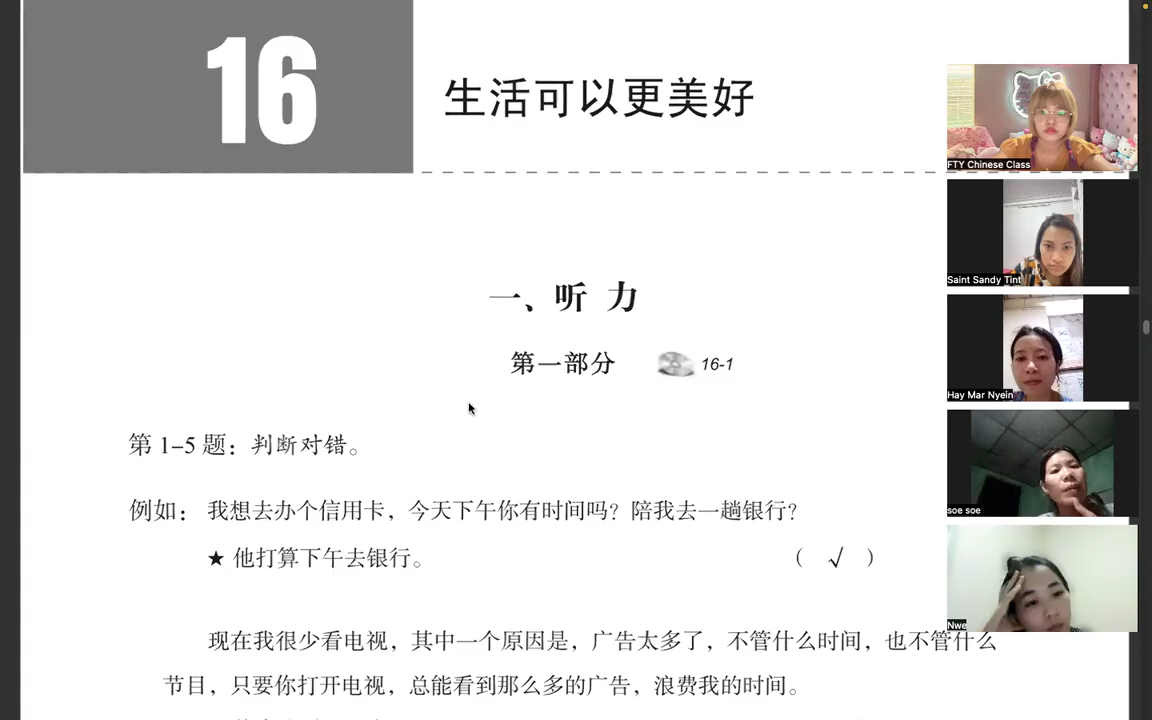 16
生活可以更美好
一、听 力
第一部分 16-1
第 1–5 题：判断对错。
例如：我想去办个信用卡，今天下午你有时间吗？陪我去一趟银行？
★ 他打算下午去银行。 （ √ ）
现在我很少看电视，其中一个原因是，广告太多了，不管什么时间，也不管什么
节目，只要你打开电视，总能看到那么多的广告，浪费我的时间。
FTY Chinese Class
Saint Sandy Tint
Hay Mar Nyein
soe soe
Nwe